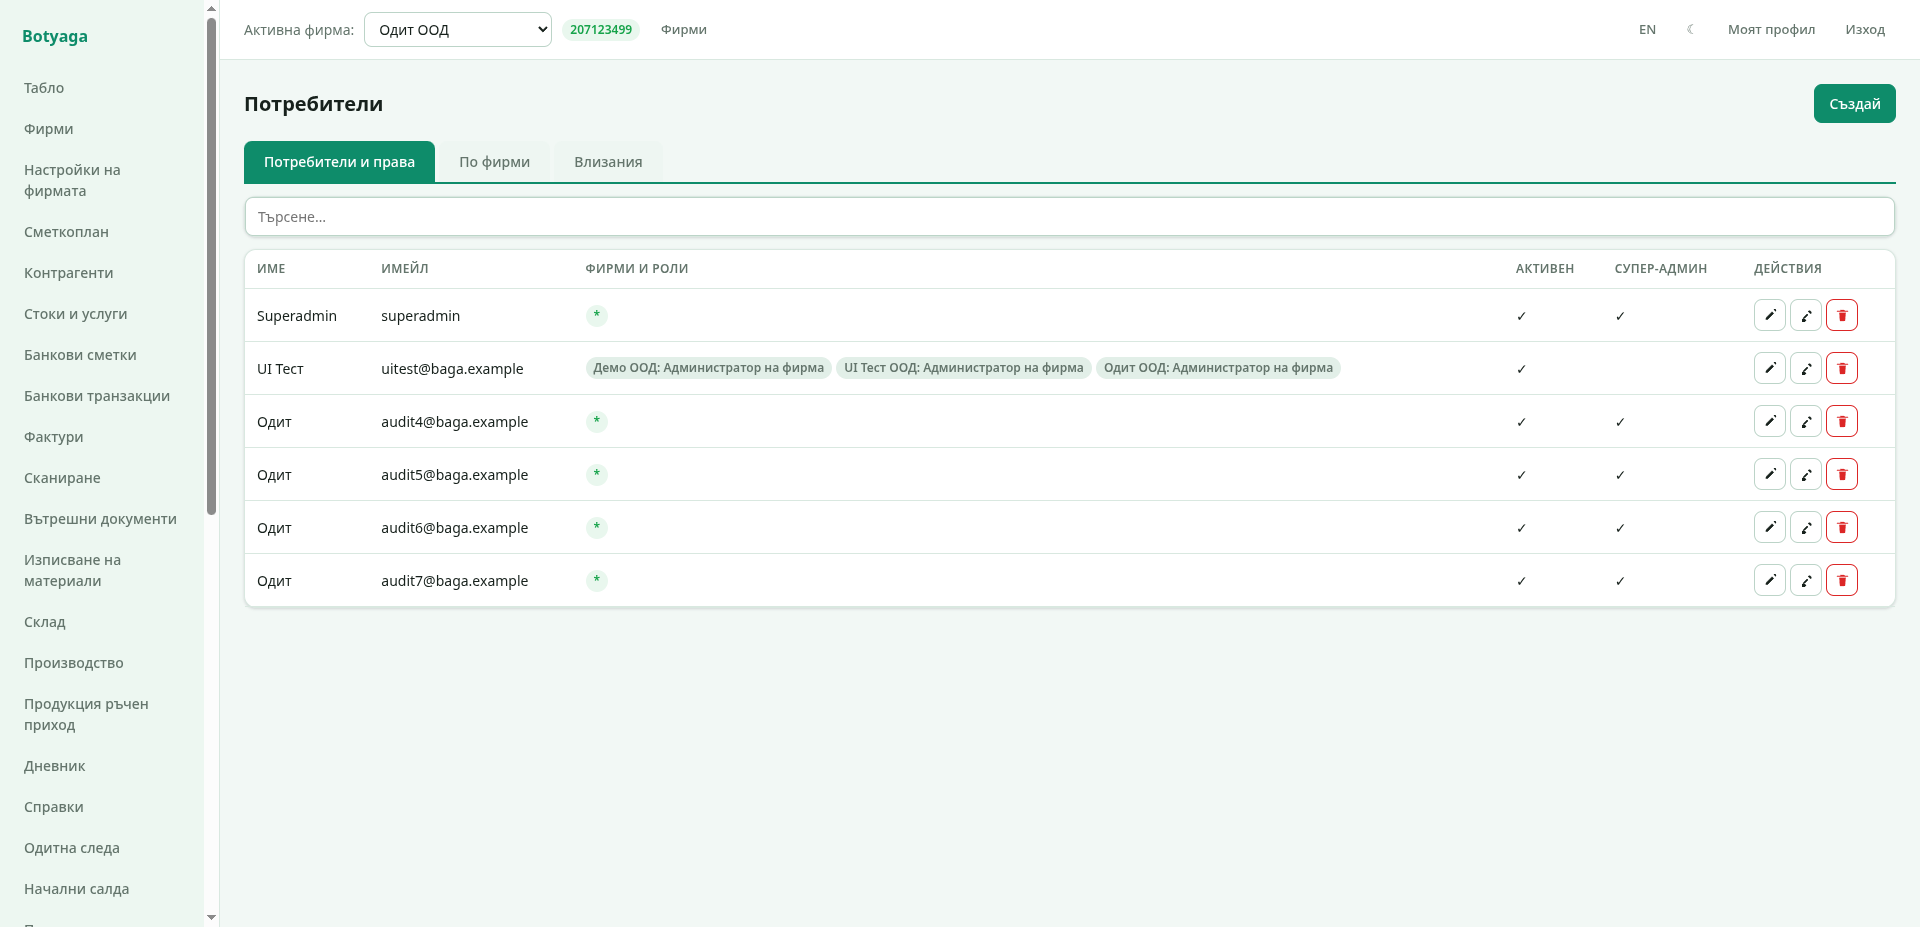 Botyaga
Активна фирма: Одит ООД 207123499 Фирми
EN Моят профил Изход
Табло
Фирми
Настройки на
фирмата
Сметкоплан
Контрагенти
Стоки и услуги
Банкови сметки
Банкови транзакции
Фактури
Сканиране
Вътрешни документи
Изписване на
материали
Склад
Производство
Продукция ръчен
приход
Дневник
Справки
Одитна следа
Начални салда
Потребители
Създай
Потребители и права По фирми Влизания
Търсене...
ИМЕ ИМЕЙЛ ФИРМИ И РОЛИ АКТИВЕН СУПЕР-АДМИН ДЕЙСТВИЯ
Superadmin superadmin * ✓ ✓
UI Тест uitest@baga.example Демо ООД: Администратор на фирма UI Тест ООД: Администратор на фирма Одит ООД: Администратор на фирма ✓
Одит audit4@baga.example * ✓ ✓
Одит audit5@baga.example * ✓ ✓
Одит audit6@baga.example * ✓ ✓
Одит audit7@baga.example * ✓ ✓